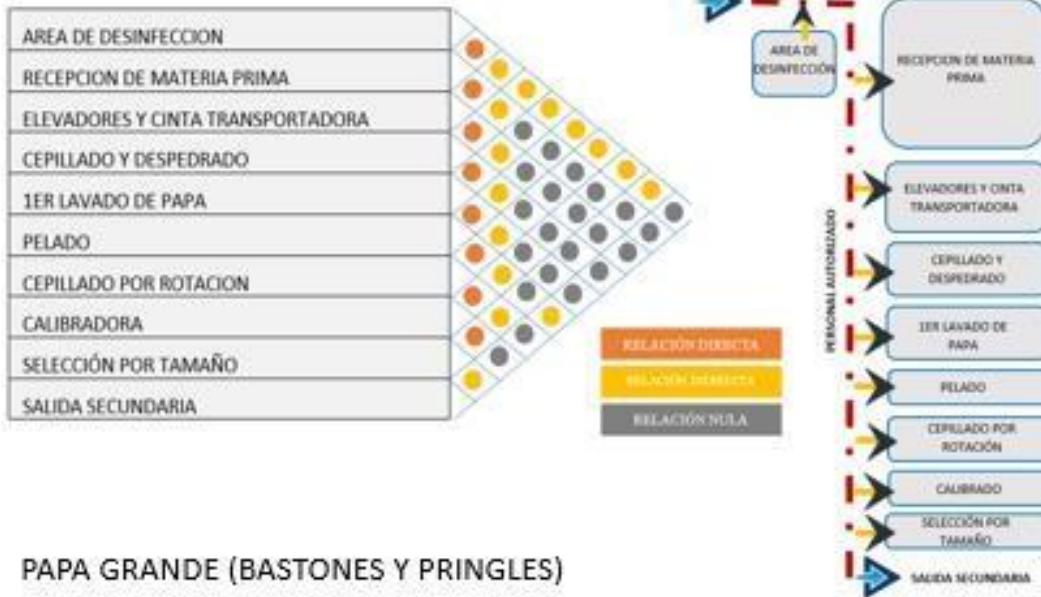 AREA DE DESINFECCION
RECEPCION DE MATERIA PRIMA
ELEVADORES Y CINTA TRANSPORTADORA
CEPILLADO Y DESPEDRADO
1ER LAVADO DE PAPA
PELADO
CEPILLADO POR ROTACION
CALIBRADORA
SELECCIÓN POR TAMAÑO
SALIDA SECUNDARIA
RELACIÓN DIRECTA
RELACIÓN INDIRECTA
RELACIÓN NULA
PAPA GRANDE (BASTONES Y PRINGLES)
AREA DE
DESINFECCIÓN
PERSONAL AUTORIZADO
RECEPCION DE MATERIA
PRIMA
ELEVADORES Y CINTA
TRANSPORTADORA
CEPILLADO Y
DESPEDRADO
1ER LAVADO DE
PAPA
PELADO
CEPILLADO POR
ROTACIÓN
CALIBRADO
SELECCIÓN POR
TAMAÑO
SALIDA SECUNDARIA